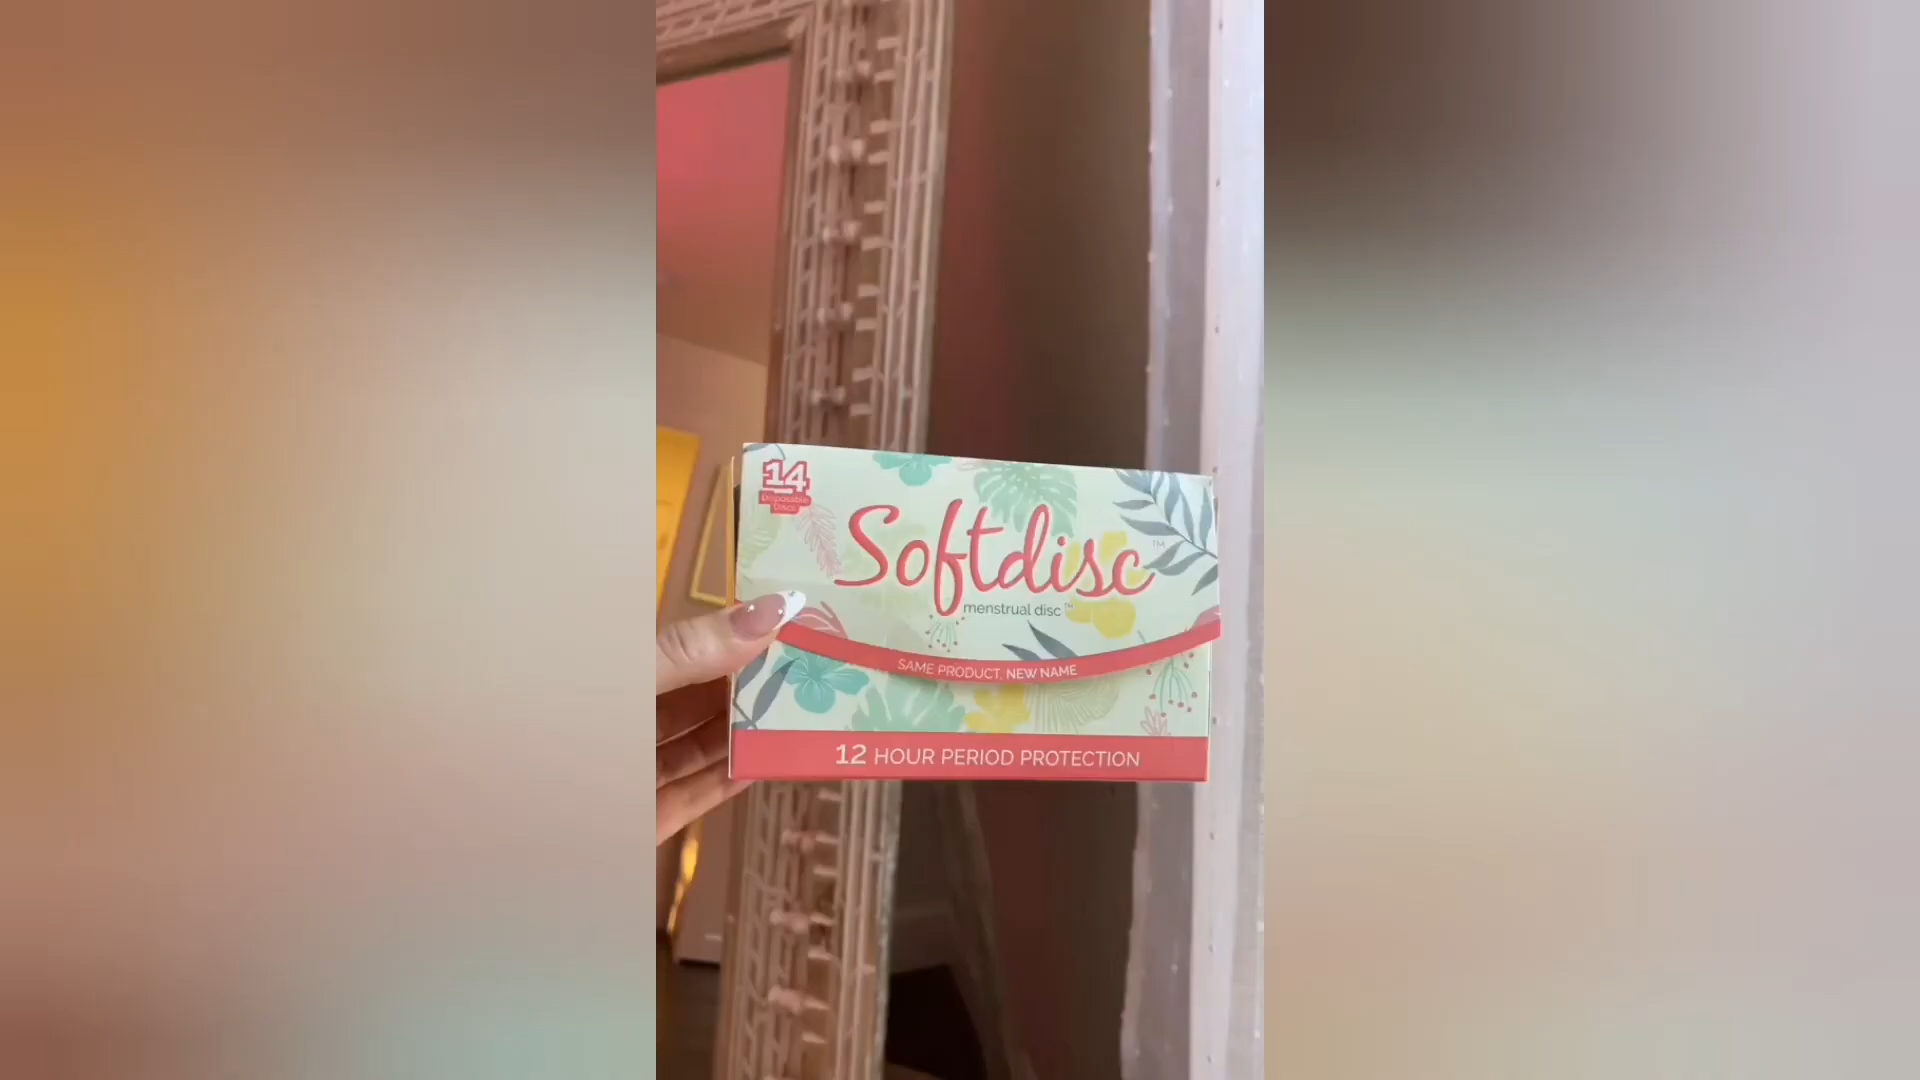 14
Disposable
Discs
Softdisc™
menstrual disc™
SAME PRODUCT, NEW NAME
12 HOUR PERIOD PROTECTION